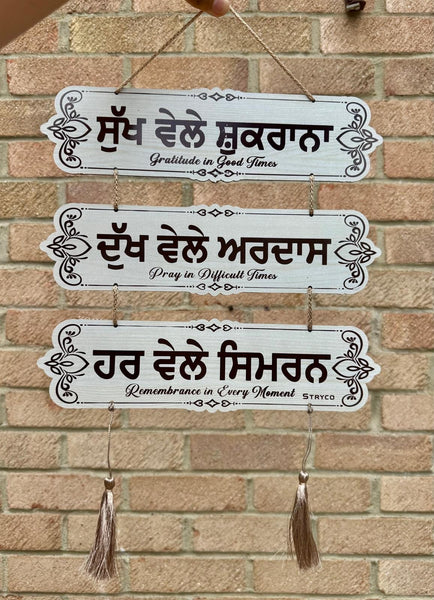 ਸੁੱਖ ਵੇਲੇ ਸ਼ੁਕਰਾਨਾ
Gratitude in Good Times
ਦੁੱਖ ਵੇਲੇ ਅਰਦਾਸ
Pray in Difficult Times
ਹਰ ਵੇਲੇ ਸਿਮਰਨ
Remembrance in Every Moment
STRYCO